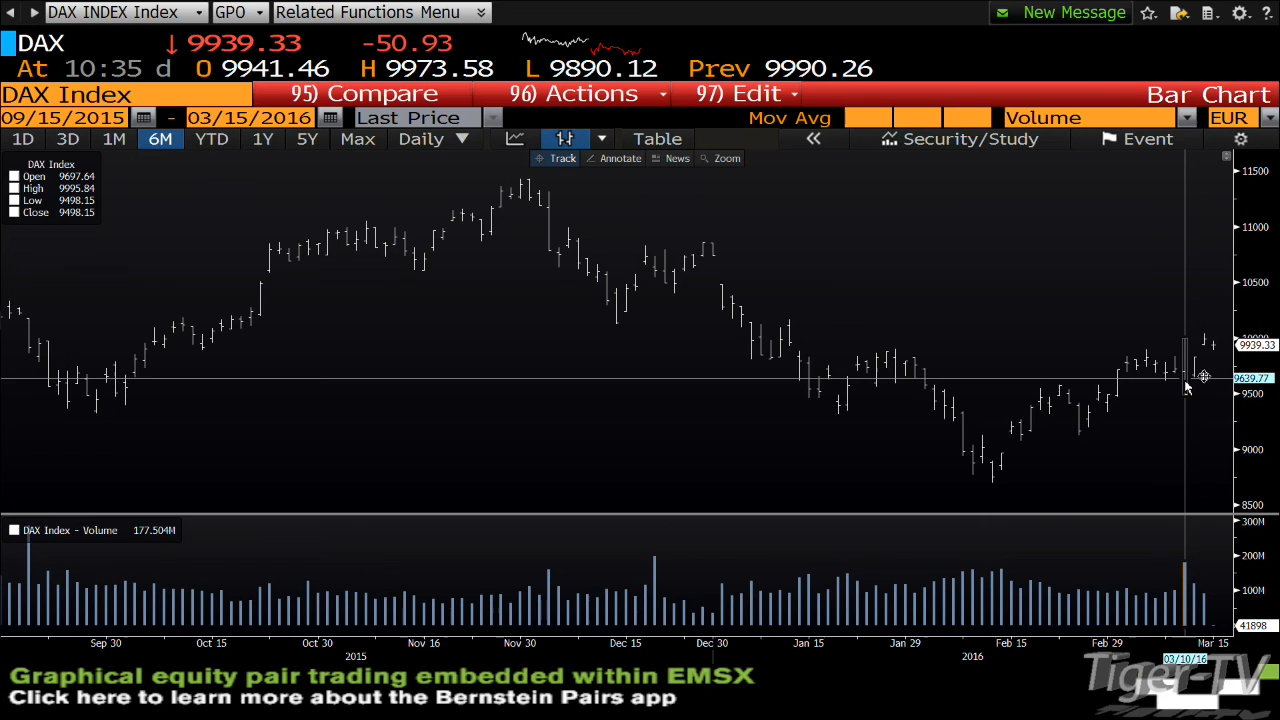 DAX INDEX Index GPO Related Functions Menu New Message
DAX ↓ 9939.33 -50.93
At 10:35 d O 9941.46 H 9973.58 L 9890.12 Prev 9990.26
DAX Index 95) Compare 96) Actions 97) Edit Bar Chart
09/15/2015 - 03/15/2016 Last Price Mov Avg Volume EUR
1D 3D 1M 6M YTD 1Y 5Y Max Daily ▼ Table « Security/Study Event
Track Annotate News Zoom
DAX Index
Open 9697.64
High 9995.84
Low 9498.15
Close 9498.15
11500
11000
10500
10000
9939.33
9639.77
9500
9000
8500
DAX Index - Volume 177.504M
300M
200M
100M
41898
Sep 30 Oct 15 Oct 30 Nov 16 Nov 30 Dec 15 Dec 30 Jan 15 Jan 29 Feb 15 Feb 29 Mar 15
2015 2016 03/10/16
Graphical equity pair trading embedded within EMSX
Click here to learn more about the Bernstein Pairs app
Tiger-TV